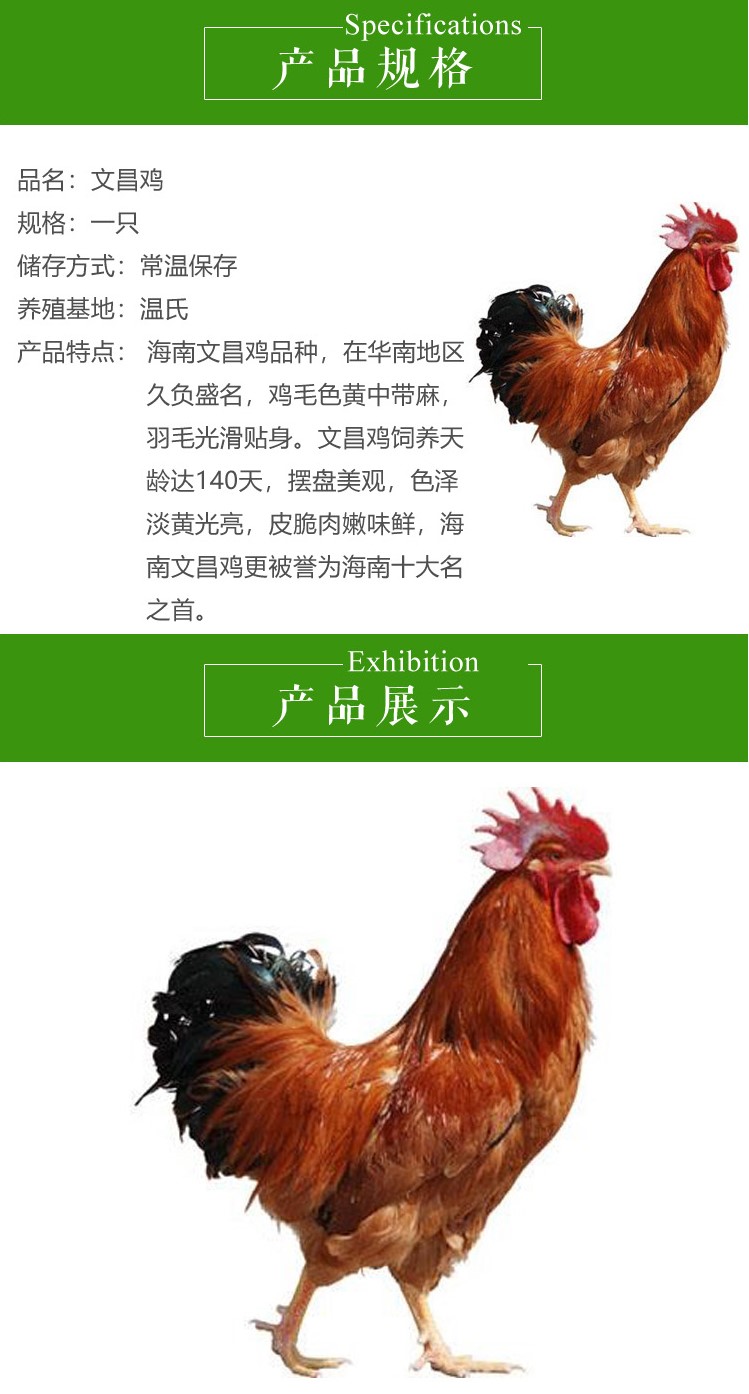 Specifications
产品规格
品名：文昌鸡
规格：一只
储存方式：常温保存
养殖基地：温氏
产品特点： 海南文昌鸡品种，在华南地区
久负盛名，鸡毛色黄中带麻，
羽毛光滑贴身。文昌鸡饲养天
龄达140天，摆盘美观，色泽
淡黄光亮，皮脆肉嫩味鲜，海
南文昌鸡更被誉为海南十大名
之首。
Exhibition
产品展示